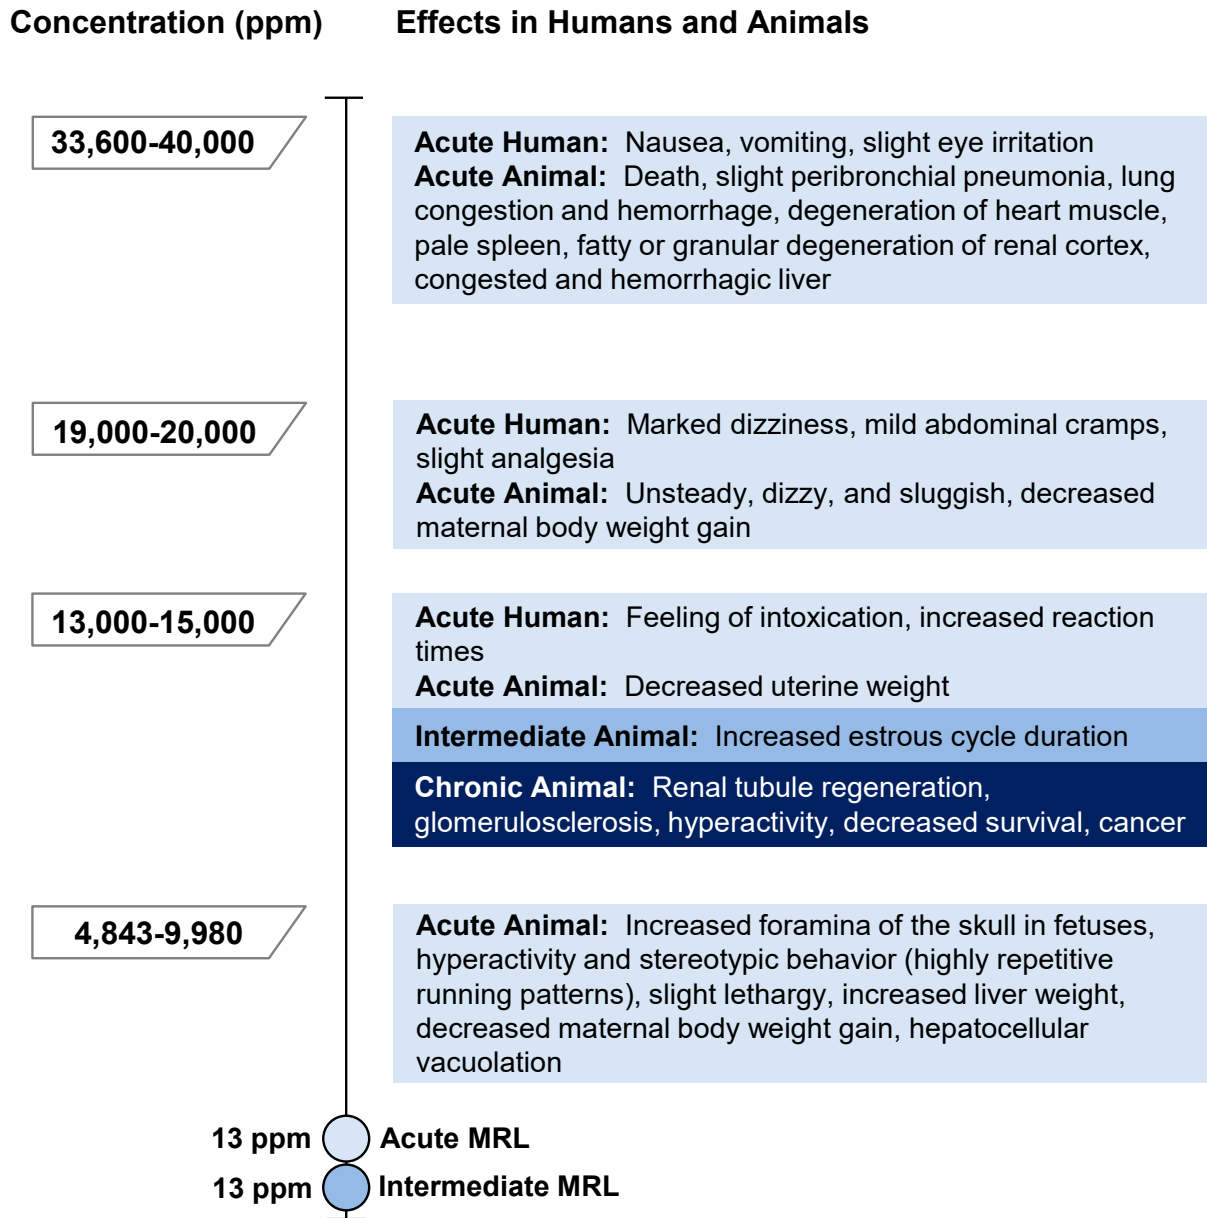 Concentration (ppm) Effects in Humans and Animals
33,600-40,000
Acute Human: Nausea, vomiting, slight eye irritation
Acute Animal: Death, slight peribronchial pneumonia, lung
congestion and hemorrhage, degeneration of heart muscle,
pale spleen, fatty or granular degeneration of renal cortex,
congested and hemorrhagic liver
19,000-20,000
Acute Human: Marked dizziness, mild abdominal cramps,
slight analgesia
Acute Animal: Unsteady, dizzy, and sluggish, decreased
maternal body weight gain
13,000-15,000
Acute Human: Feeling of intoxication, increased reaction
times
Acute Animal: Decreased uterine weight
Intermediate Animal: Increased estrous cycle duration
Chronic Animal: Renal tubule regeneration,
glomerulosclerosis, hyperactivity, decreased survival, cancer
4,843-9,980
Acute Animal: Increased foramina of the skull in fetuses,
hyperactivity and stereotypic behavior (highly repetitive
running patterns), slight lethargy, increased liver weight,
decreased maternal body weight gain, hepatocellular
vacuolation
13 ppm Acute MRL
13 ppm Intermediate MRL